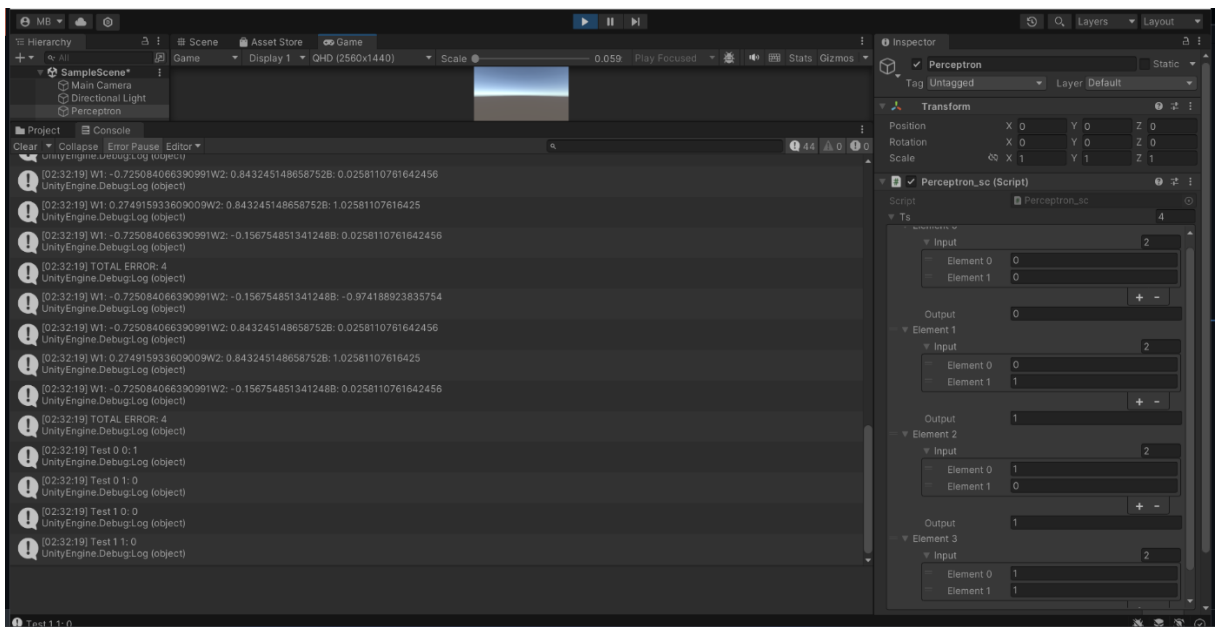 MB
Layers
Layout
Hierarchy
Scene
Asset Store
Game
Inspector
All
Game
Display 1
QHD (2560x1440)
Scale
0.059
Play Focused
Stats
Gizmos
SampleScene*
Main Camera
Directional Light
Perceptron
Project
Console
Clear
Collapse
Error Pause
Editor
44
0
0
UnityEngine.Debug:Log (object)
[02:32:19] W1: -0.725084066390991W2: 0.843245148658752B: 0.0258110761642456
UnityEngine.Debug:Log (object)
[02:32:19] W1: 0.274915933609009W2: 0.843245148658752B: 1.02581107616425
UnityEngine.Debug:Log (object)
[02:32:19] W1: -0.725084066390991W2: -0.156754851341248B: 0.0258110761642456
UnityEngine.Debug:Log (object)
[02:32:19] TOTAL ERROR: 4
UnityEngine.Debug:Log (object)
[02:32:19] W1: -0.725084066390991W2: -0.156754851341248B: -0.974188923835754
UnityEngine.Debug:Log (object)
[02:32:19] W1: -0.725084066390991W2: 0.843245148658752B: 0.0258110761642456
UnityEngine.Debug:Log (object)
[02:32:19] W1: 0.274915933609009W2: 0.843245148658752B: 1.02581107616425
UnityEngine.Debug:Log (object)
[02:32:19] W1: -0.725084066390991W2: -0.156754851341248B: 0.0258110761642456
UnityEngine.Debug:Log (object)
[02:32:19] TOTAL ERROR: 4
UnityEngine.Debug:Log (object)
[02:32:19] Test 0 0: 1
UnityEngine.Debug:Log (object)
[02:32:19] Test 0 1: 0
UnityEngine.Debug:Log (object)
[02:32:19] Test 1 0: 0
UnityEngine.Debug:Log (object)
[02:32:19] Test 1 1: 0
UnityEngine.Debug:Log (object)
Test 1 1: 0
Perceptron
Static
Tag Untagged
Layer Default
Transform
Position X 0 Y 0 Z 0
Rotation X 0 Y 0 Z 0
Scale X 1 Y 1 Z 1
Perceptron_sc (Script)
Script Perceptron_sc
Ts 4
Element 0
Input 2
Element 0 0
Element 1 0
+ -
Output 0
Element 1
Input 2
Element 0 0
Element 1 1
+ -
Output 1
Element 2
Input 2
Element 0 1
Element 1 0
+ -
Output 1
Element 3
Input 2
Element 0 1
Element 1 1